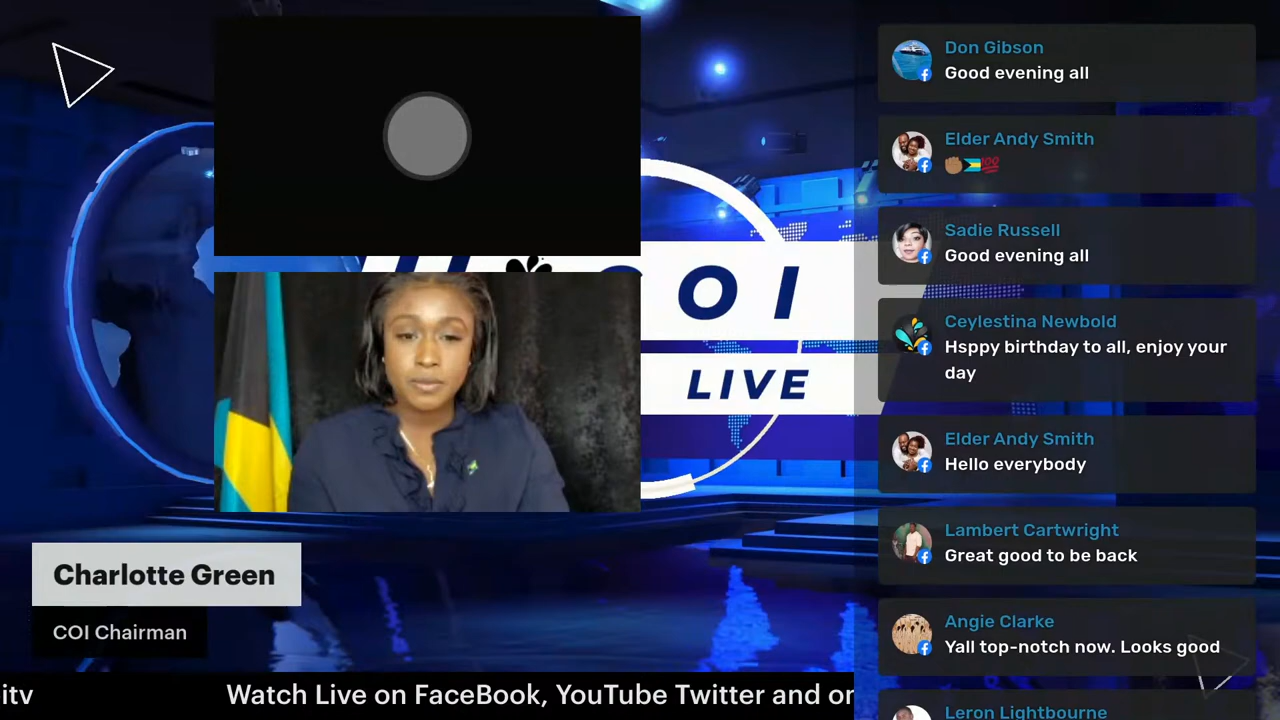 Don Gibson
Good evening all
Elder Andy Smith
✊🏽🇧🇸💯
Sadie Russell
Good evening all
Ceylestina Newbold
Hsppy birthday to all, enjoy your
day
Elder Andy Smith
Hello everybody
Lambert Cartwright
Great good to be back
Angie Clarke
Yall top-notch now. Looks good
Leron Lightbourne
O I
LIVE
Charlotte Green
COI Chairman
itv Watch Live on FaceBook, YouTube Twitter and on